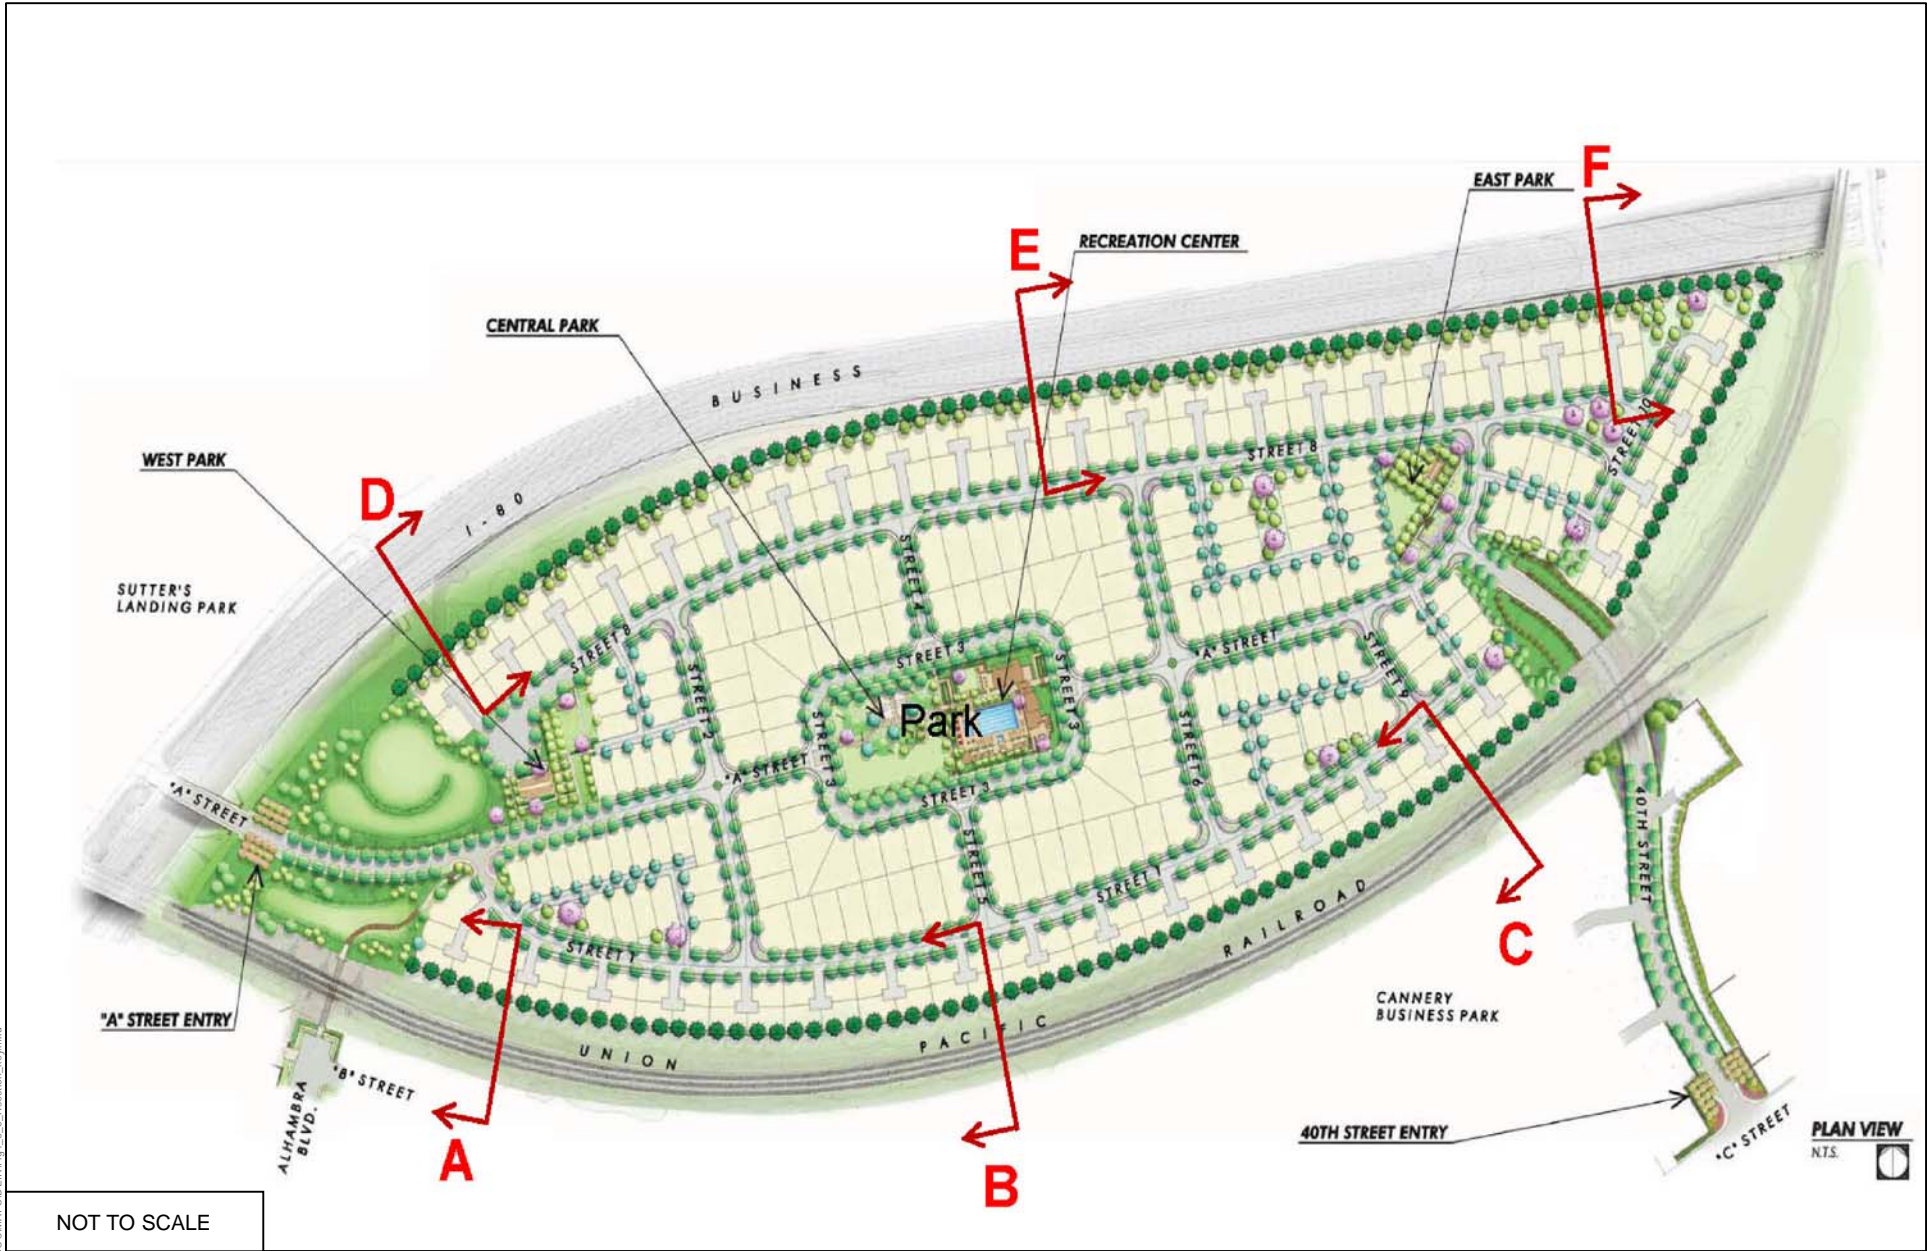 F
EAST PARK
E
RECREATION CENTER
CENTRAL PARK
BUSINESS
I-80
WEST PARK
D
SUTTER'S
LANDING PARK
STREET 8
STREET 10
STREET 8
STREET 4
STREET 3
STREET 3
"A" STREET
STREET 9
STREET 2
Park
STREET 3
"A" STREET
STREET 3
STREET 6
"A" STREET
40TH STREET
STREET 5
STREET 7
STREET 7
RAILROAD
C
CANNERY
BUSINESS PARK
"A" STREET ENTRY
UNION
PACIFIC
"B" STREET
ALHAMBRA
BLVD.
A
B
40TH STREET ENTRY
"C" STREET
PLAN VIEW
N.T.S.
NOT TO SCALE